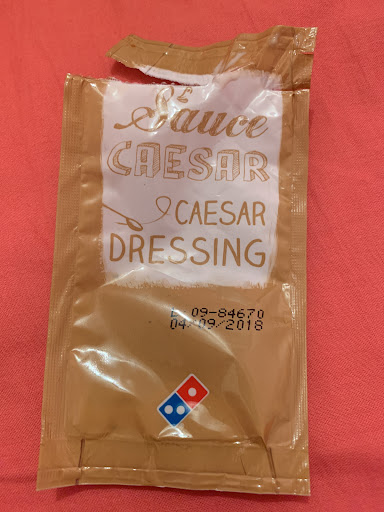 Sauce
CAESAR
CAESAR
DRESSING
09-84670
04/09/2018